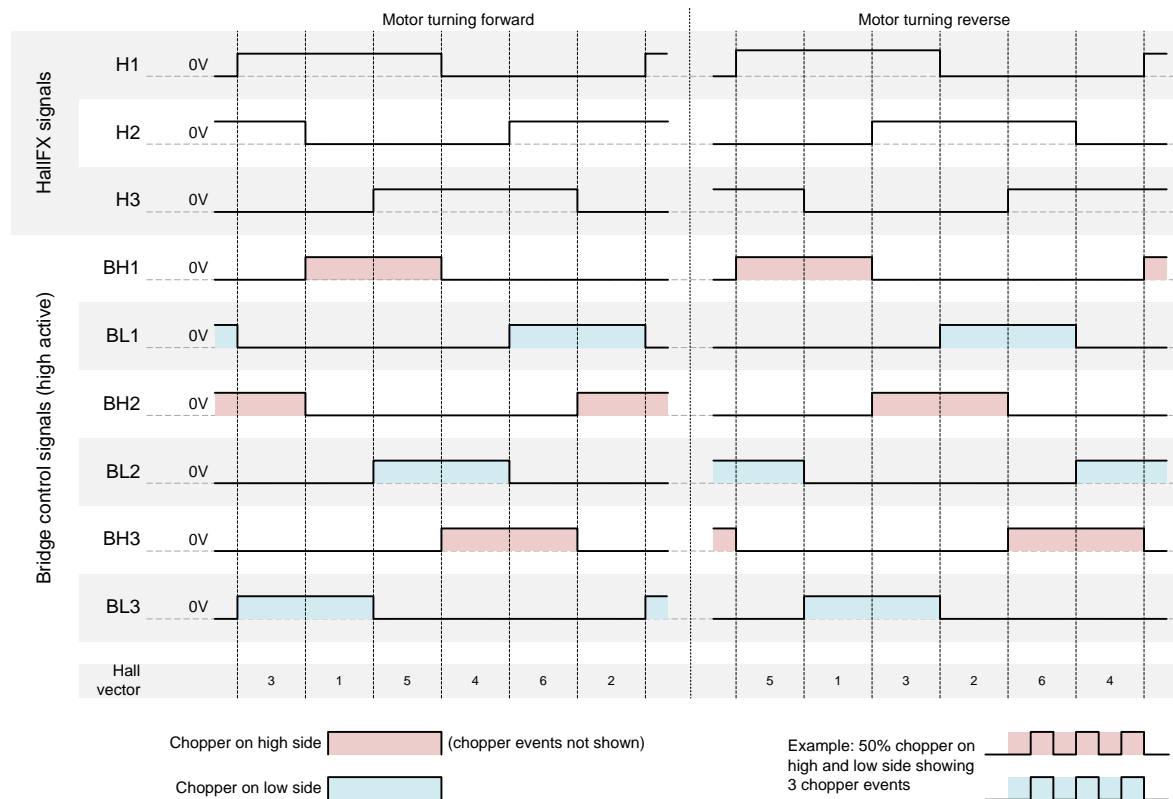 Motor turning forward
Motor turning reverse
HallFX signals
H1 0V
H2 0V
H3 0V
Bridge control signals (high active)
BH1 0V
BL1 0V
BH2 0V
BL2 0V
BH3 0V
BL3 0V
Hall
vector
3 1 5 4 6 2
5 1 3 2 6 4
Chopper on high side
(chopper events not shown)
Chopper on low side
Example: 50% chopper on
high and low side showing
3 chopper events